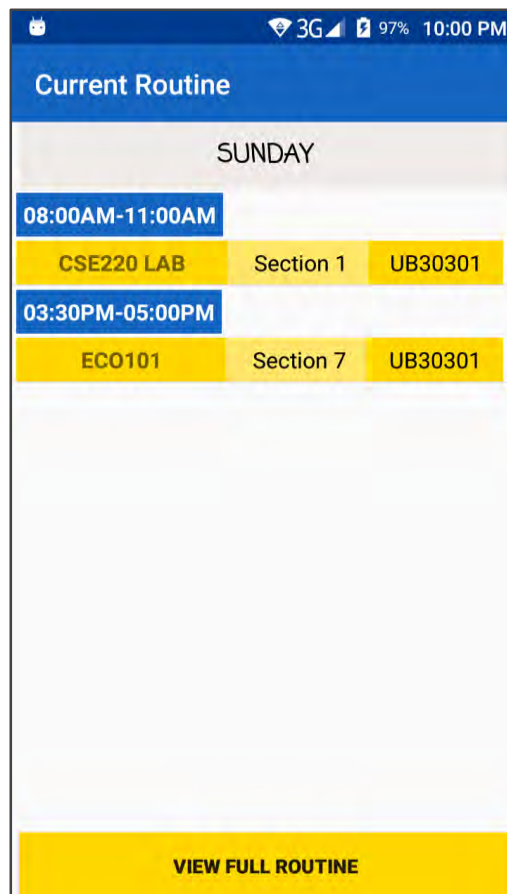 3G 97% 10:00 PM
Current Routine
SUNDAY
08:00AM-11:00AM
CSE220 LAB Section 1 UB30301
03:30PM-05:00PM
ECO101 Section 7 UB30301
VIEW FULL ROUTINE